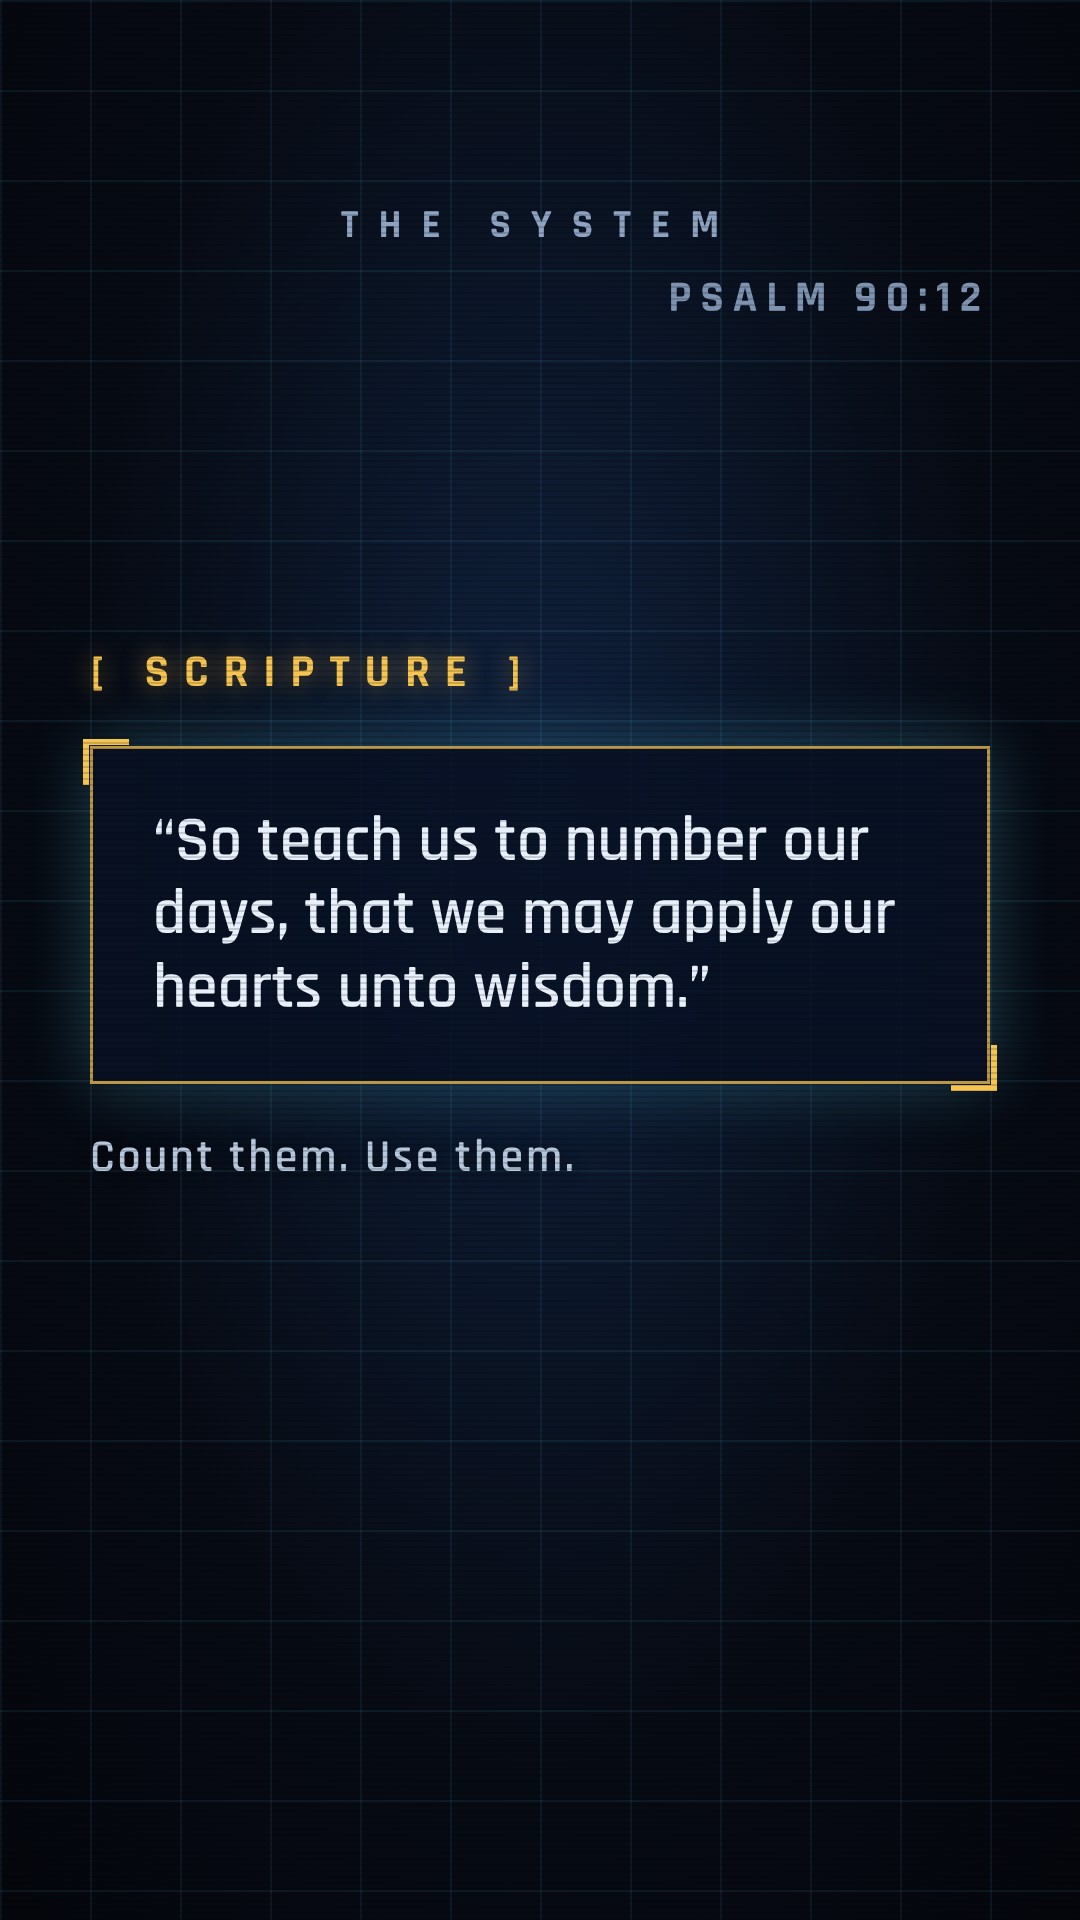 THE SYSTEM
PSALM 90:12
[ SCRIPTURE ]
“So teach us to number our
days, that we may apply our
hearts unto wisdom.”
Count them. Use them.